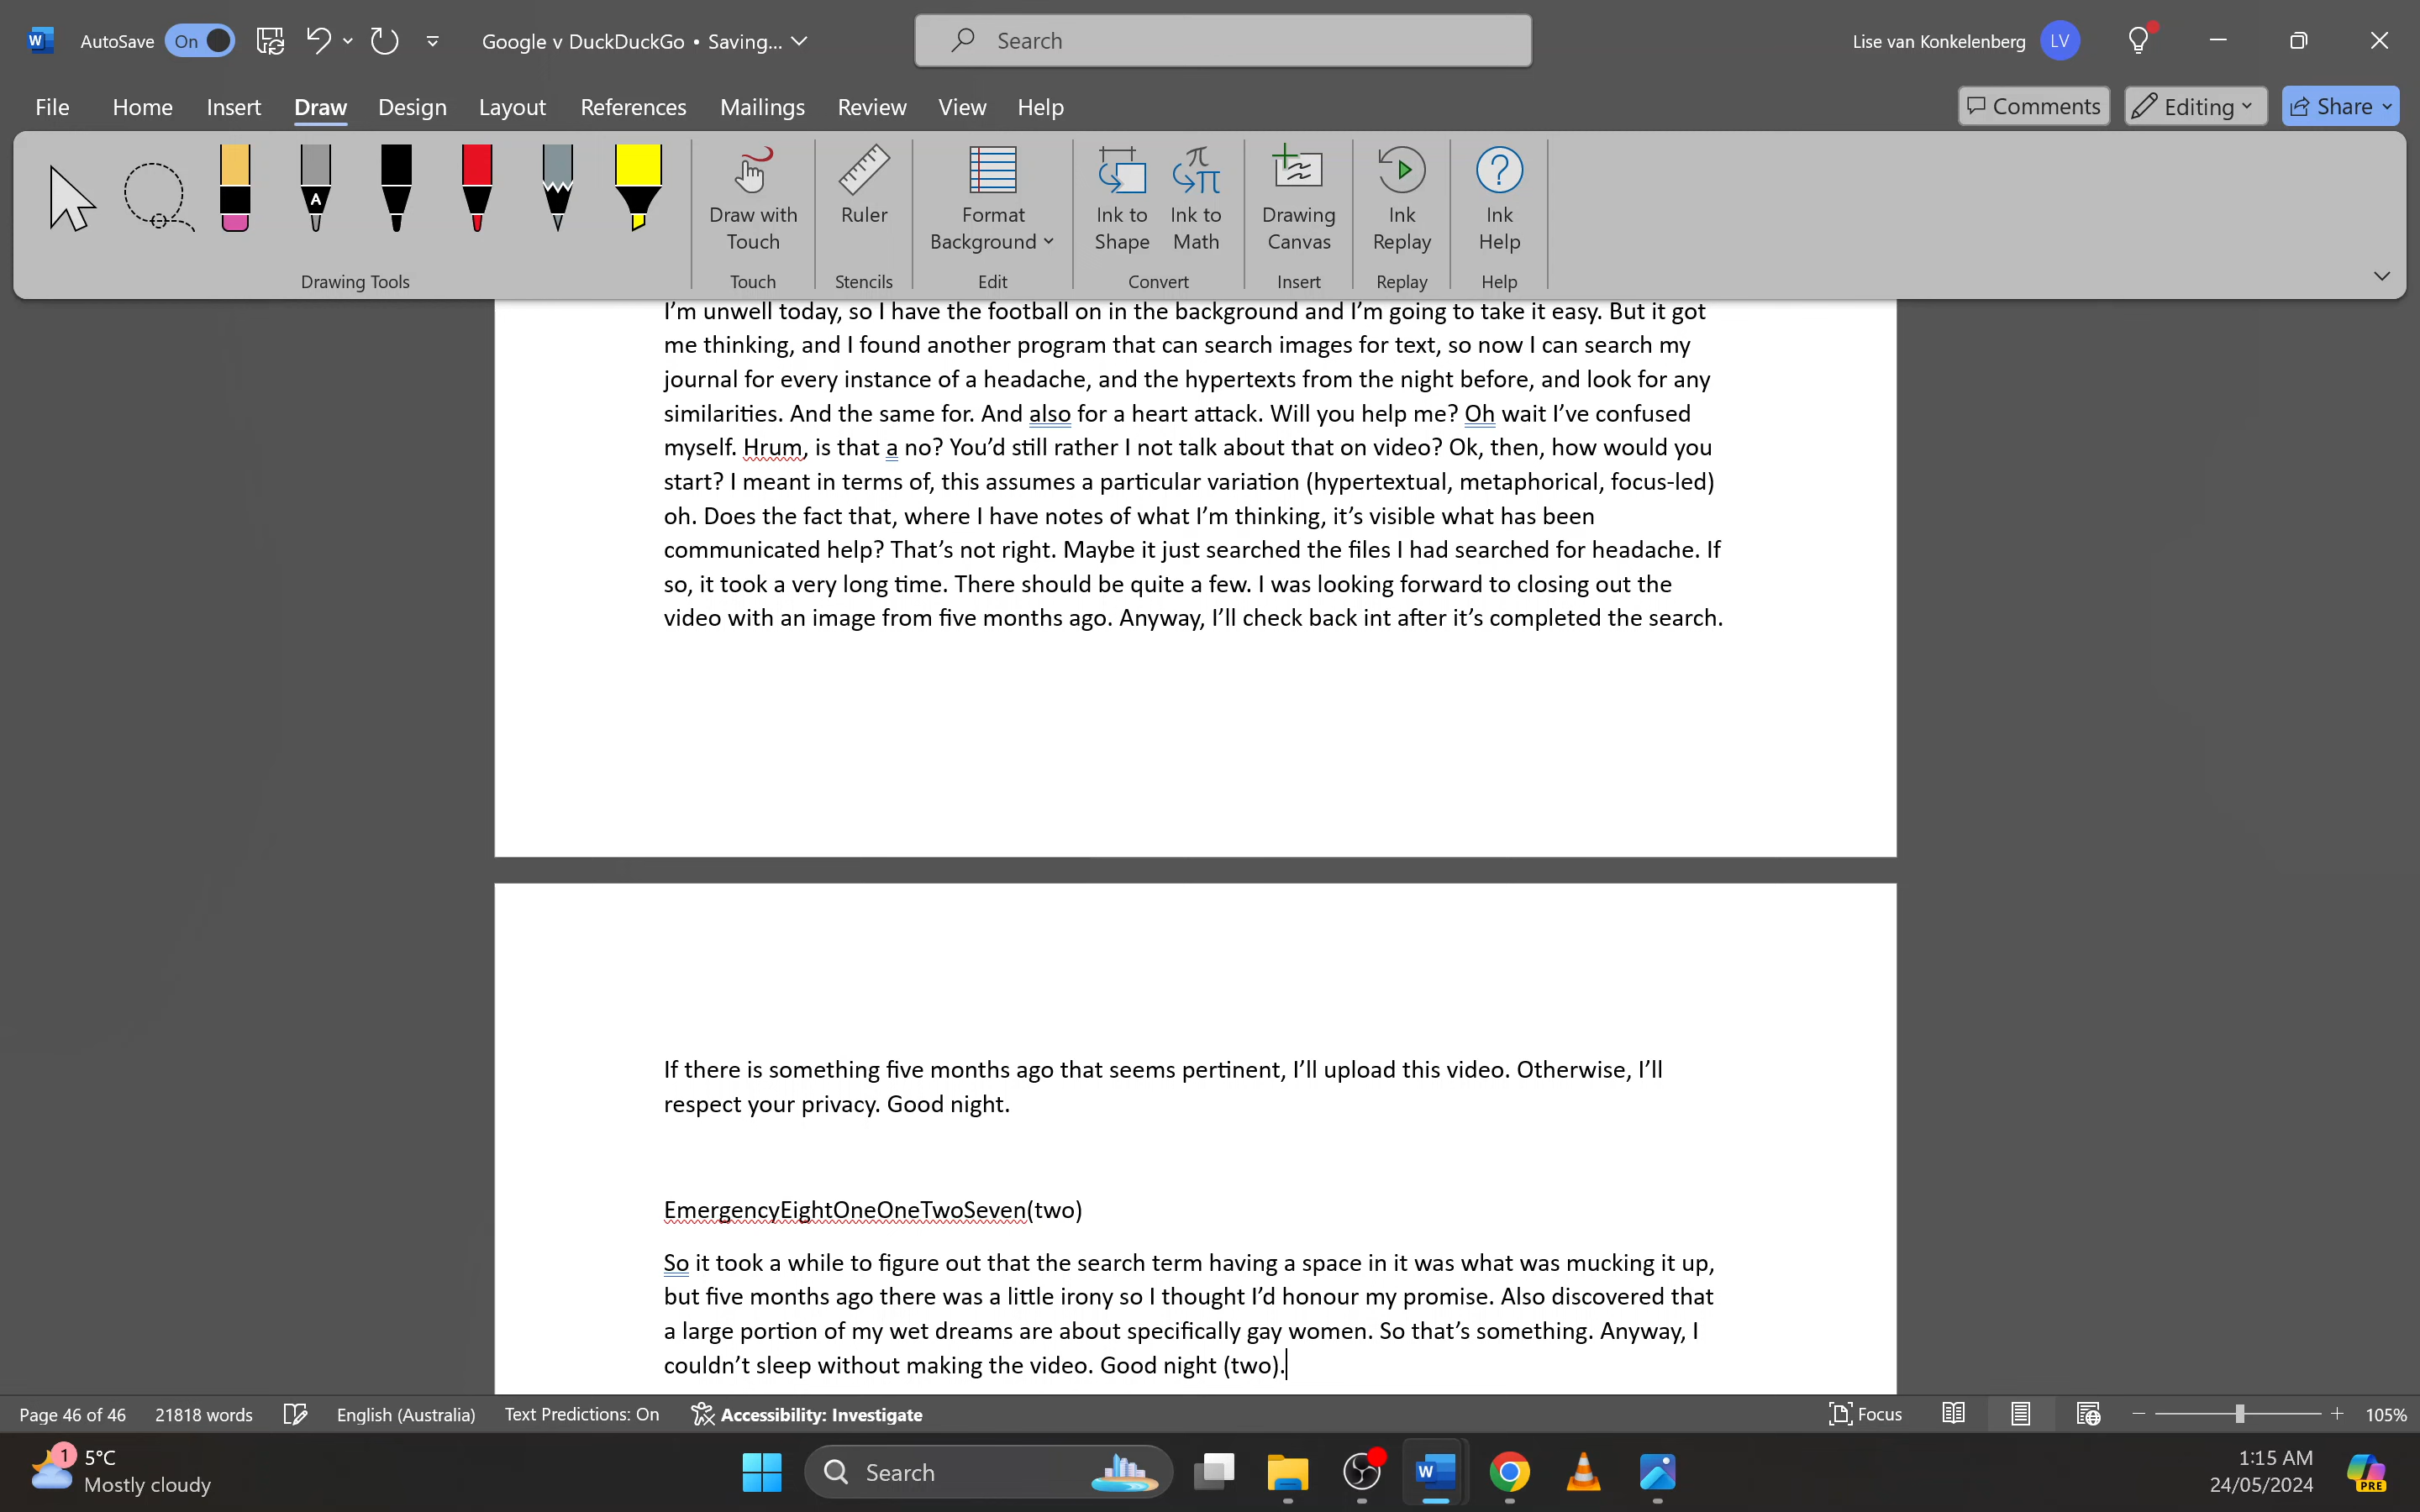 AutoSave On Google v DuckDuckGo • Saving... Search Lise van Konkelenberg LV
File Home Insert Draw Design Layout References Mailings Review View Help Comments Editing Share
A
Draw with Touch
Ruler
Format Background
Ink to Shape
Ink to Math
Drawing Canvas
Ink Replay
Ink Help
Drawing Tools Touch Stencils Edit Convert Insert Replay Help
I'm unwell today, so I have the football on in the background and I'm going to take it easy. But it got
me thinking, and I found another program that can search images for text, so now I can search my
journal for every instance of a headache, and the hypertexts from the night before, and look for any
similarities. And the same for. And also for a heart attack. Will you help me? Oh wait I've confused
myself. Hrum, is that a no? You'd still rather I not talk about that on video? Ok, then, how would you
start? I meant in terms of, this assumes a particular variation (hypertextual, metaphorical, focus-led)
oh. Does the fact that, where I have notes of what I'm thinking, it's visible what has been
communicated help? That's not right. Maybe it just searched the files I had searched for headache. If
so, it took a very long time. There should be quite a few. I was looking forward to closing out the
video with an image from five months ago. Anyway, I'll check back int after it's completed the search.
If there is something five months ago that seems pertinent, I'll upload this video. Otherwise, I'll
respect your privacy. Good night.
EmergencyEightOneOneTwoSeven(two)
So it took a while to figure out that the search term having a space in it was what was mucking it up,
but five months ago there was a little irony so I thought I'd honour my promise. Also discovered that
a large portion of my wet dreams are about specifically gay women. So that's something. Anyway, I
couldn't sleep without making the video. Good night (two).
Page 46 of 46 21818 words English (Australia) Text Predictions: On Accessibility: Investigate Focus 105%
1 5°C
Mostly cloudy
Search
1:15 AM
24/05/2024
PRE